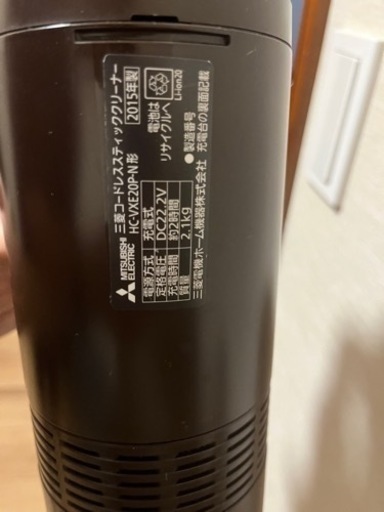 三菱コードレススティッククリーナー
HC-VXE20P-N形
2015年製
MITSUBISHI
ELECTRIC
電源方式 充電式
定格電圧 DC22.2V
充電時間 約2時間
質量 2.1kg
電池は
リサイクルへ
Li-ion20
●製造番号
充電台の裏面記載
三菱電機ホーム機器株式会社